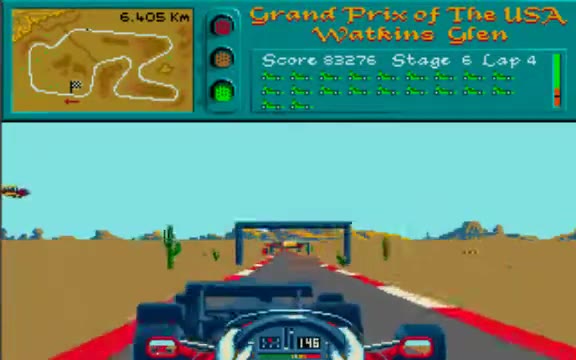 6.405 Km
Grand Prix of The USA
Watkins Glen
Score 83276 Stage 6 Lap 4
146